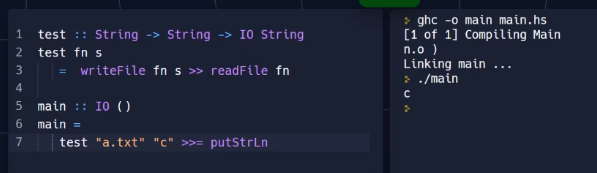 1 test :: String -> String -> IO String
2 test fn s
3 = writeFile fn s >> readFile fn
4
5 main :: IO ()
6 main =
7 test "a.txt" "c" >>= putStrLn
> ghc -o main main.hs
[1 of 1] Compiling Main
n.o )
Linking main ...
> ./main
c
>